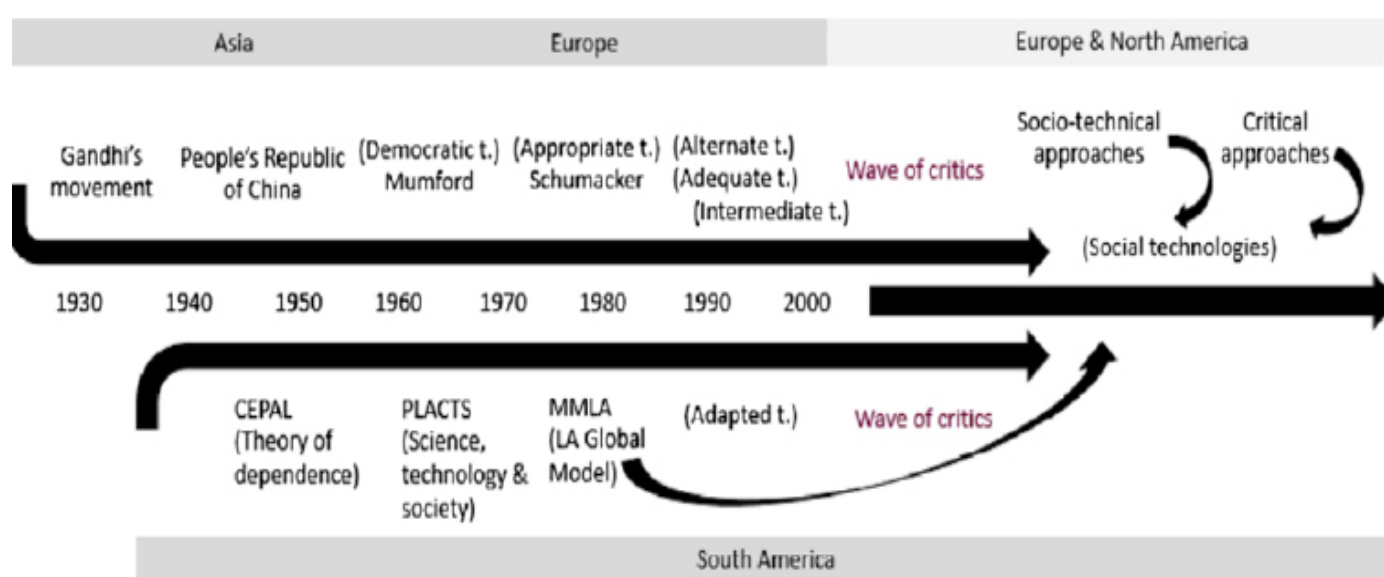 Asia Europe Europe & North America
Gandhi's
movement
People's Republic
of China
(Democratic t.)
Mumford
(Appropriate t.)
Schumacker
(Alternate t.)
(Adequate t.)
(Intermediate t.)
Wave of critics
Socio-technical
approaches
Critical
approaches
(Social technologies)
1930 1940 1950 1960 1970 1980 1990 2000
CEPAL
(Theory of
dependence)
PLACTS
(Science,
technology &
society)
MMLA
(LA Global
Model)
(Adapted t.)
Wave of critics
South America